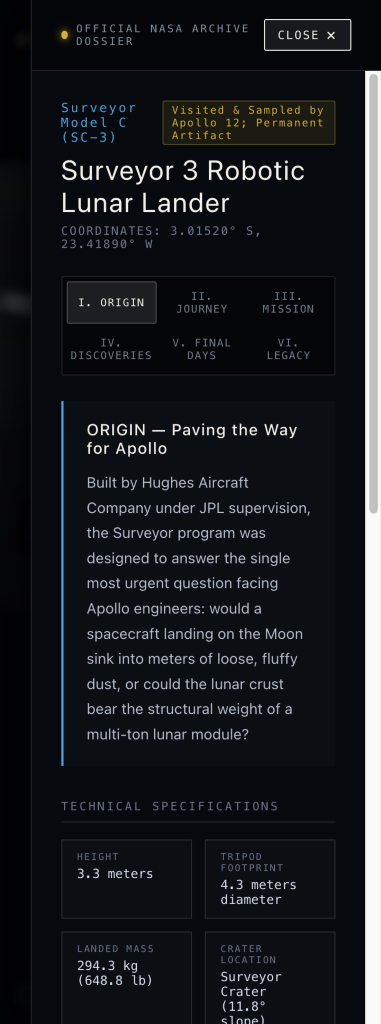 OFFICIAL NASA ARCHIVE
DOSSIER
CLOSE ✕
Surveyor
Model C
(SC-3)
Visited & Sampled by
Apollo 12; Permanent
Artifact
Surveyor 3 Robotic
Lunar Lander
COORDINATES: 3.01520° S,
23.41890° W
I. ORIGIN
II.
JOURNEY
III.
MISSION
IV.
DISCOVERIES
V. FINAL
DAYS
VI.
LEGACY
ORIGIN — Paving the Way
for Apollo
Built by Hughes Aircraft
Company under JPL supervision,
the Surveyor program was
designed to answer the single
most urgent question facing
Apollo engineers: would a
spacecraft landing on the Moon
sink into meters of loose, fluffy
dust, or could the lunar crust
bear the structural weight of a
multi-ton lunar module?
TECHNICAL SPECIFICATIONS
HEIGHT
3.3 meters
TRIPOD
FOOTPRINT
4.3 meters
diameter
LANDED MASS
294.3 kg
(648.8 lb)
CRATER
LOCATION
Surveyor
Crater
(11.8°
slope)